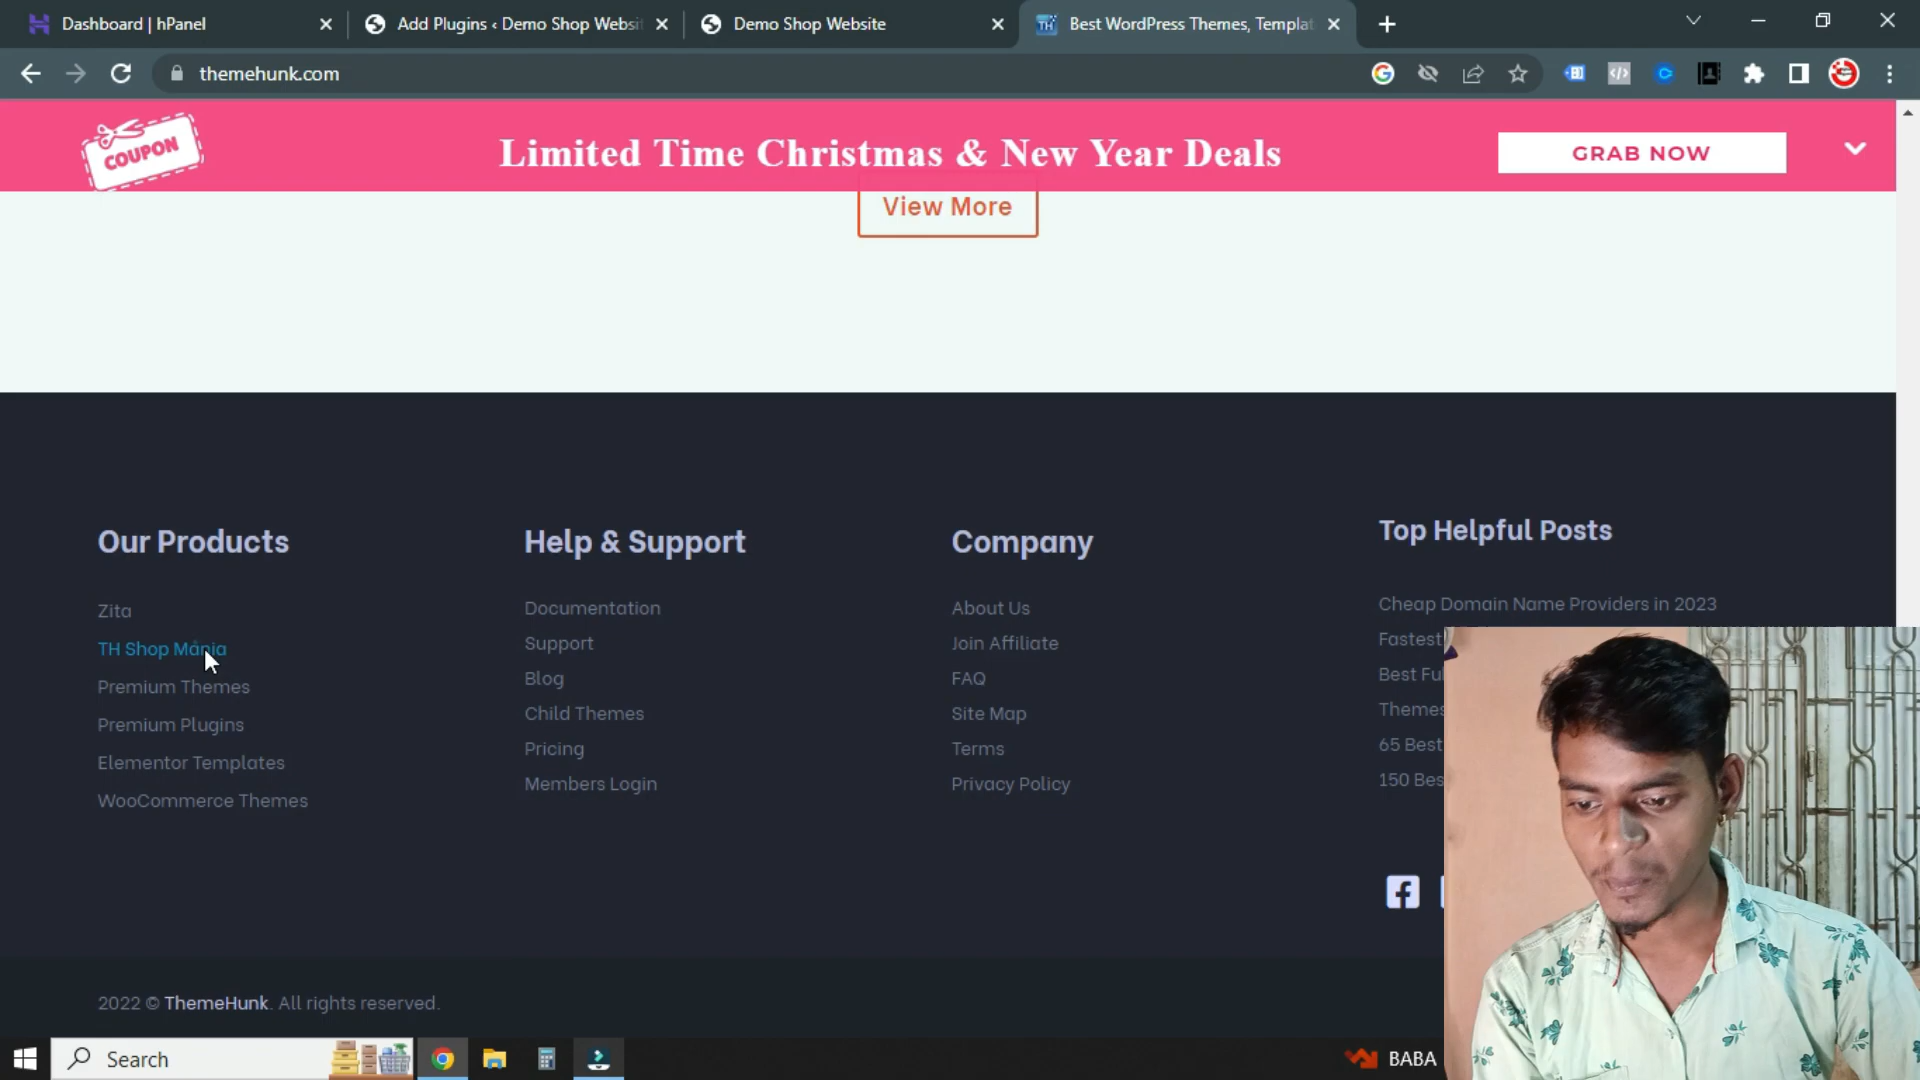 Dashboard | hPanel
Add Plugins ‹ Demo Shop Websi
Demo Shop Website
TH
Best WordPress Themes, Templat
themehunk.com
COUPON
Limited Time Christmas & New Year Deals
GRAB NOW
View More
Our Products
Zita
TH Shop Mania
Premium Themes
Premium Plugins
Elementor Templates
WooCommerce Themes
Help & Support
Documentation
Support
Blog
Child Themes
Pricing
Members Login
Company
About Us
Join Affiliate
FAQ
Site Map
Terms
Privacy Policy
Top Helpful Posts
Cheap Domain Name Providers in 2023
Fastest
Best Ful
Themes
65 Best
150 Bes
2022 © ThemeHunk. All rights reserved.
Search
BABA